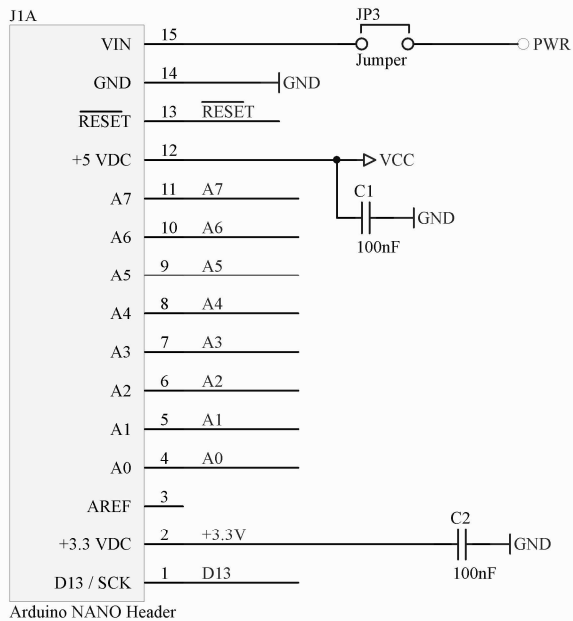 J1A
JP3
VIN 15 PWR
Jumper
GND 14 GND
RESET 13 RESET
+5 VDC 12 VCC
A7 11 A7
C1
A6 10 A6 GND
100nF
A5 9 A5
A4 8 A4
A3 7 A3
A2 6 A2
A1 5 A1
A0 4 A0
AREF 3
C2
+3.3 VDC 2 +3.3V GND
100nF
D13 / SCK 1 D13
Arduino NANO Header